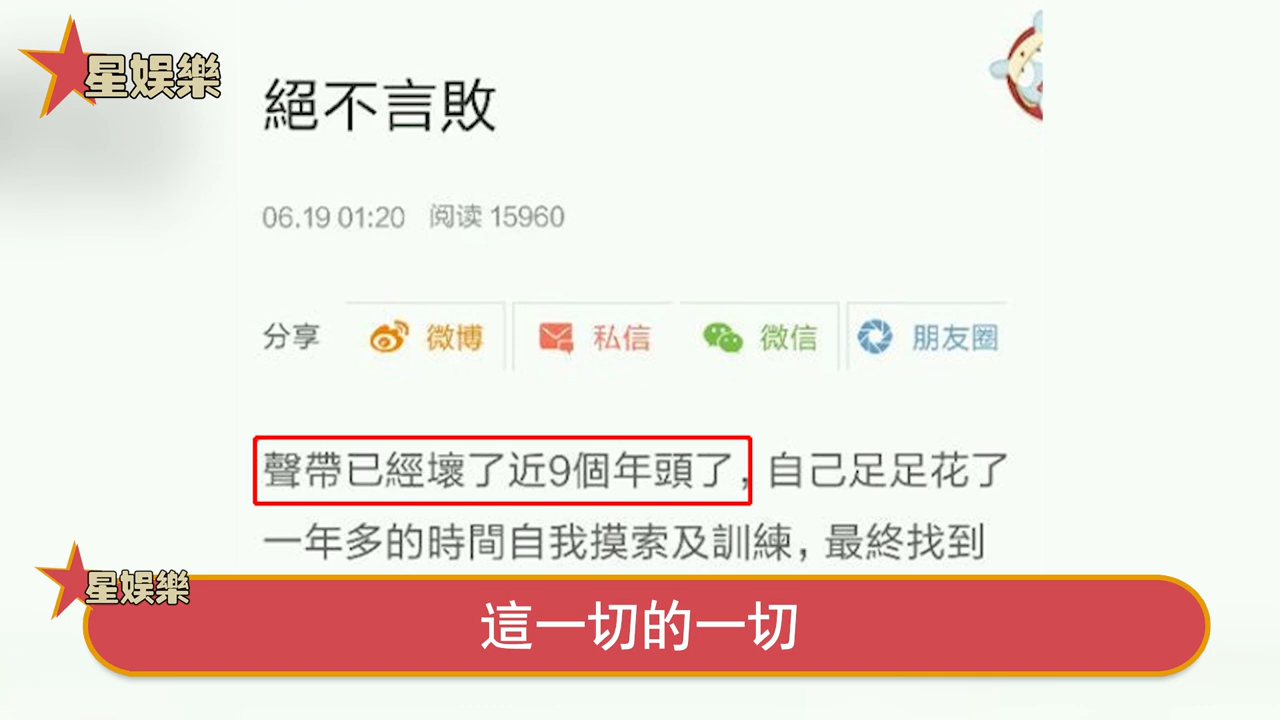 星娛樂
絕不言敗
06.19 01:20 阅读 15960
分享 微博 私信 微信 朋友圈
聲帶已經壞了近9個年頭了，自己足足花了
一年多的時間自我摸索及訓練，最終找到
星娛樂
這一切的一切